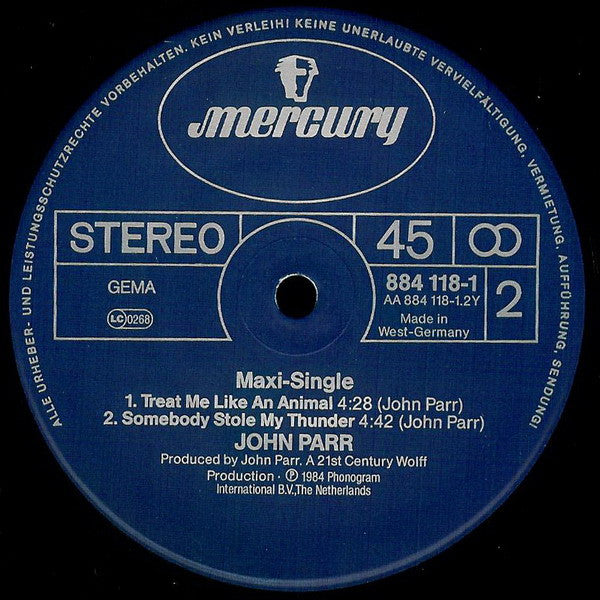 ALLE URHEBER- UND LEISTUNGSSCHUTZRECHTE VORBEHALTEN, KEIN VERLEIH! KEINE UNERLAUBTE VERVIELFÄLTIGUNG, VERMIETUNG, AUFFÜHRUNG, SENDUNG!
mercury
STEREO
45
GEMA
LC 0268
884 118-1
AA 884 118-1.2Y
Made in
West-Germany
2
Maxi-Single
1. Treat Me Like An Animal 4:28 (John Parr)
2. Somebody Stole My Thunder 4:42 (John Parr)
JOHN PARR
Produced by John Parr. A 21st Century Wolff
Production · ℗ 1984 Phonogram
International B.V., The Netherlands